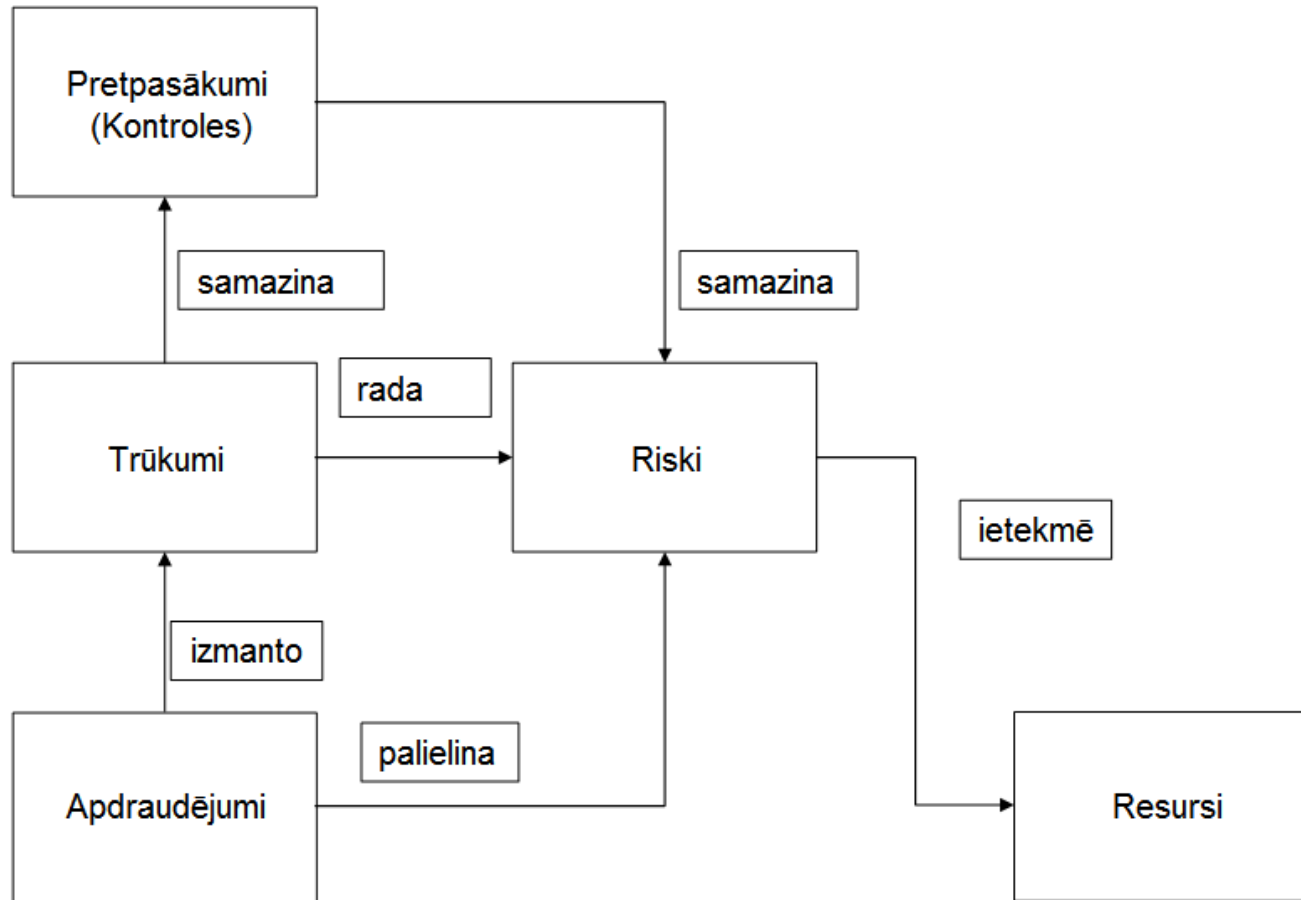 Pretpasākumi
(Kontroles)
samazina
samazina
rada
Trūkumi
Riski
ietekmē
izmanto
palielina
Apdraudējumi
Resursi